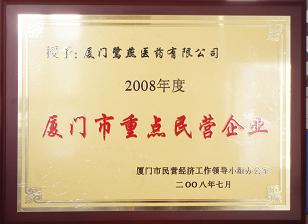 授予：厦门鹭燕医药有限公司
2008年度
厦门市重点民营企业
厦门市民营经济工作领导小组办公室
二〇〇八年七月